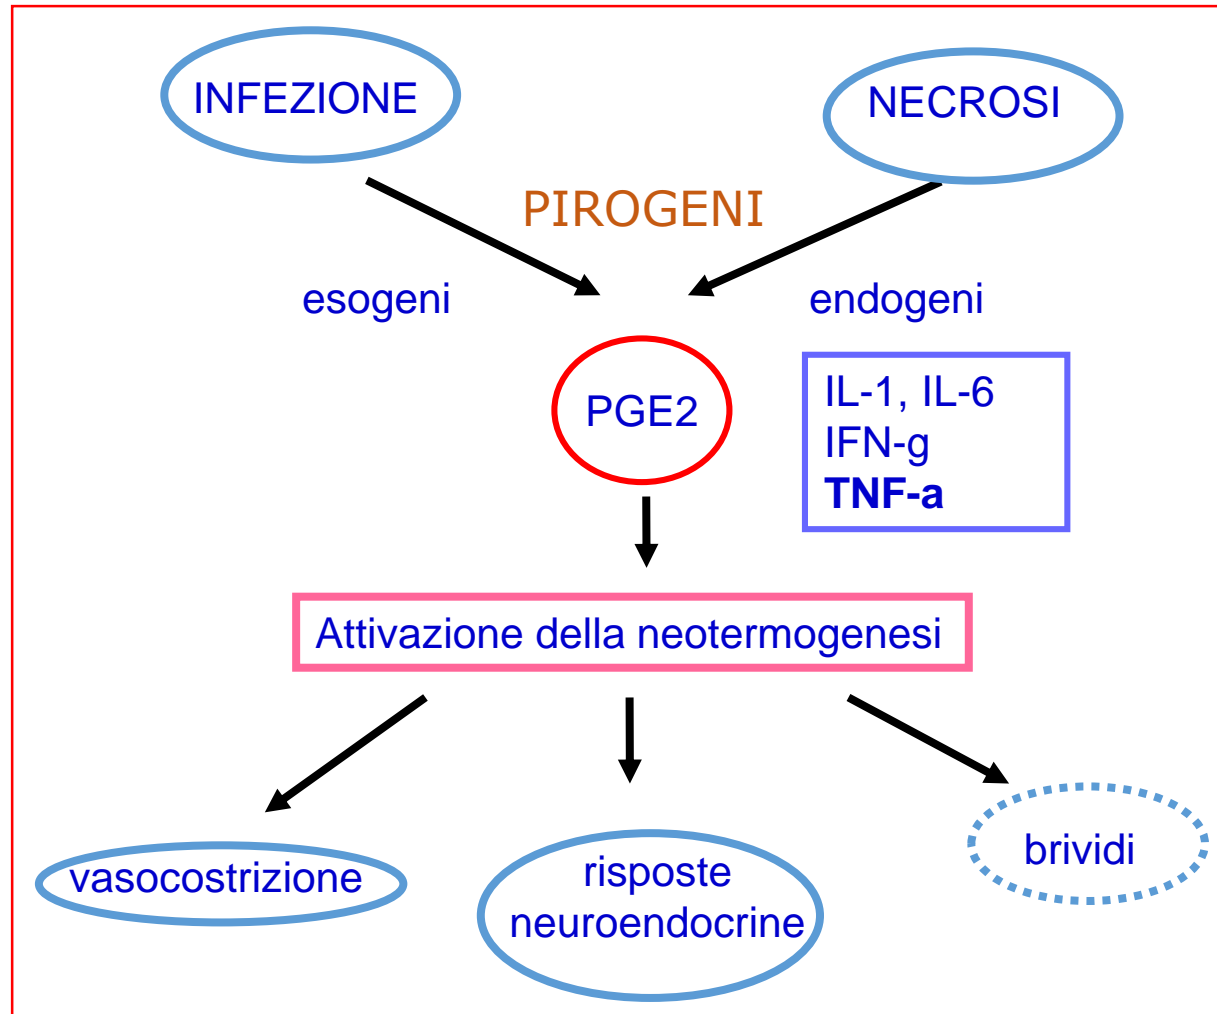 INFEZIONE
NECROSI
PIROGENI
esogeni
endogeni
PGE2
IL-1, IL-6
IFN-g
TNF-a
Attivazione della neotermogenesi
vasocostrizione
risposte
neuroendocrine
brividi